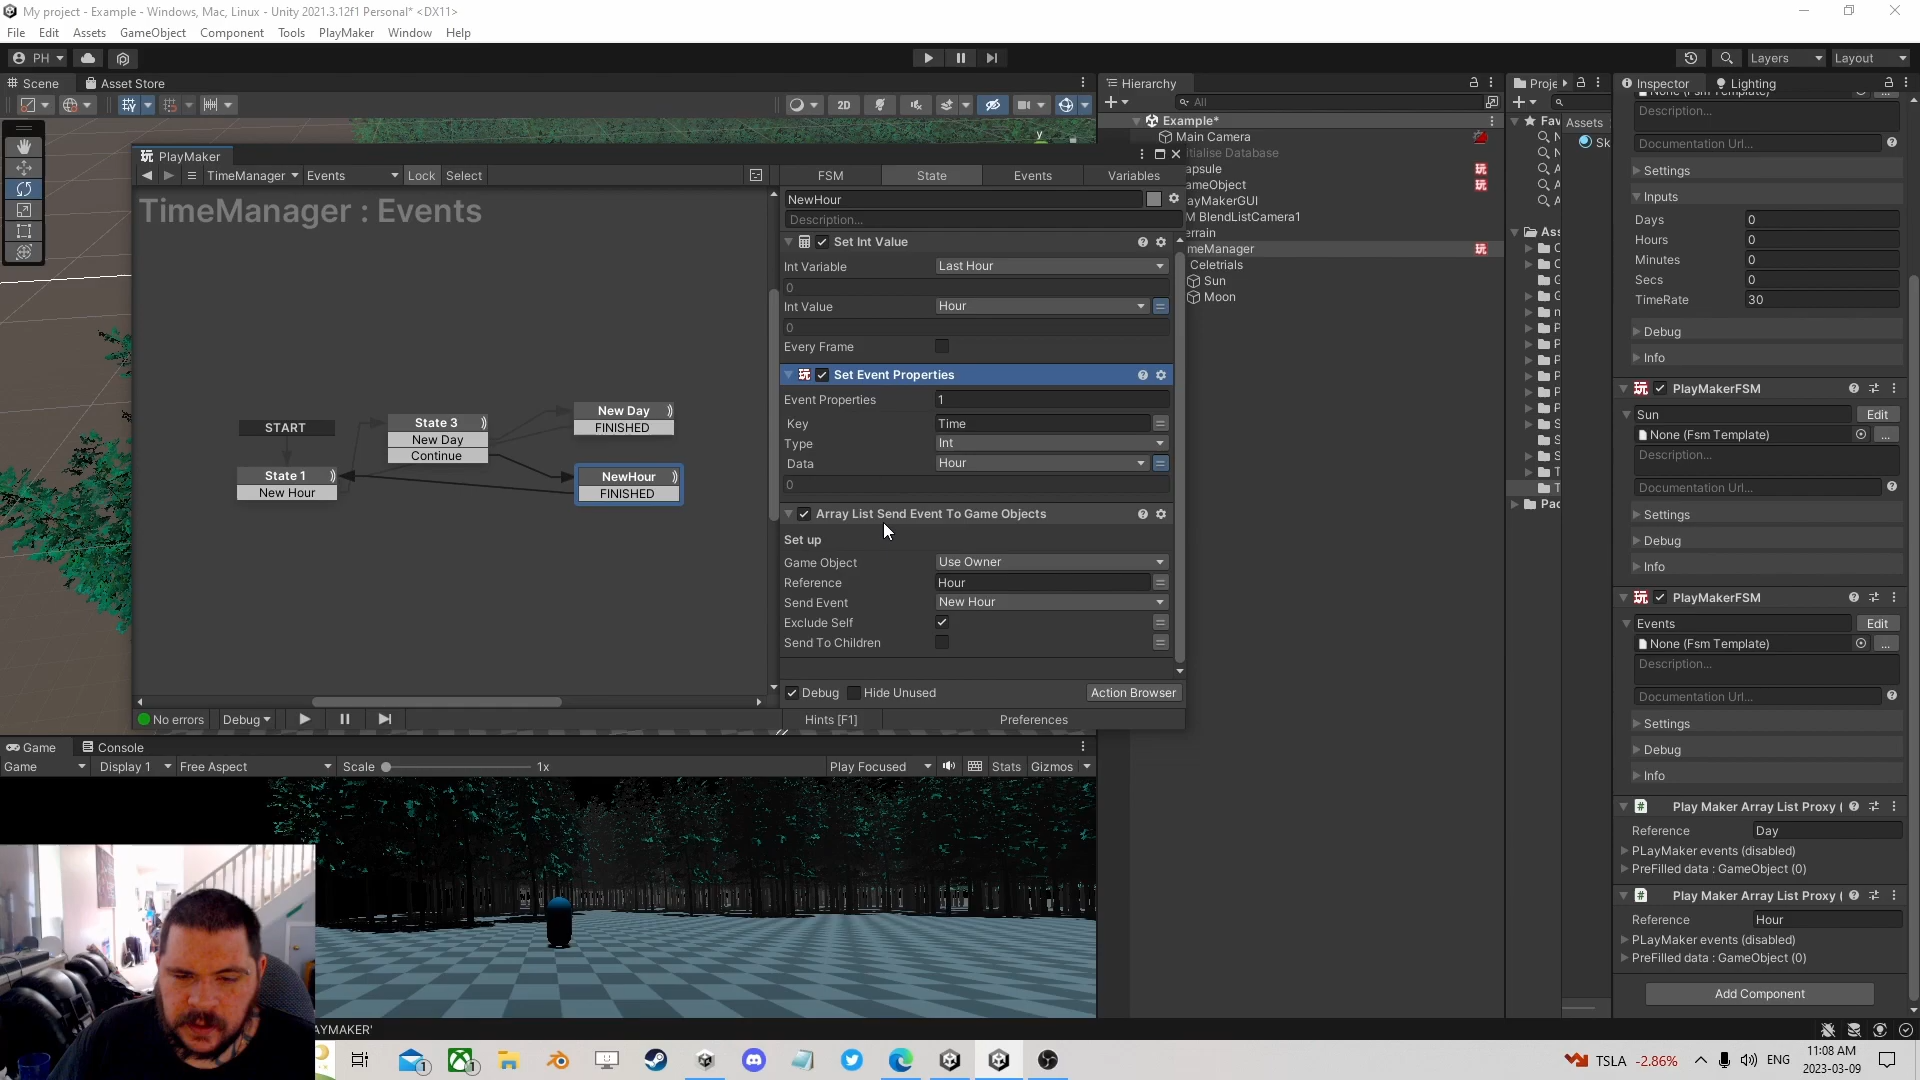 My project - Example - Windows, Mac, Linux - Unity 2021.3.12f1 Personal* <DX11>
File Edit Assets GameObject Component Tools PlayMaker Window Help
PH Layers Layout
Scene Asset Store
2D
y
PlayMaker
TimeManager Events Lock Select
TimeManager : Events
START
State 1
New Hour
State 3
New Day
Continue
New Day
FINISHED
NewHour
FINISHED
No errors Debug
FSM State Events Variables
NewHour
Description...
Set Int Value
Int Variable Last Hour
0
Int Value Hour
0
Every Frame
Set Event Properties
Event Properties 1
Key Time
Type Int
Data Hour
0
Array List Send Event To Game Objects
Set up
Game Object Use Owner
Reference Hour
Send Event New Hour
Exclude Self
Send To Children
Debug Hide Unused Action Browser
Hints [F1] Preferences
Hierarchy
All
Example*
Main Camera
itialise Database
apsule
ameObject
ayMakerGUI
M BlendListCamera1
errain
meManager
Celetrials
Sun
Moon
Proje
Fav
Ass
Pac
Assets
Sk
Inspector Lighting
None (Fsm Template)
Description...
Documentation Url...
Settings
Inputs
Days 0
Hours 0
Minutes 0
Secs 0
TimeRate 30
Debug
Info
PlayMakerFSM
Sun Edit
None (Fsm Template) ...
Description...
Documentation Url...
Settings
Debug
Info
PlayMakerFSM
Events Edit
None (Fsm Template) ...
Description...
Documentation Url...
Settings
Debug
Info
Play Maker Array List Proxy (
Reference Day
PLayMaker events (disabled)
PreFilled data : GameObject (0)
Play Maker Array List Proxy (
Reference Hour
PLayMaker events (disabled)
PreFilled data : GameObject (0)
Add Component
Game Console
Game Display 1 Free Aspect Scale 1x Play Focused Stats Gizmos
AYMAKER'
1
1
TSLA -2.86%
ENG
11:08 AM
2023-03-09